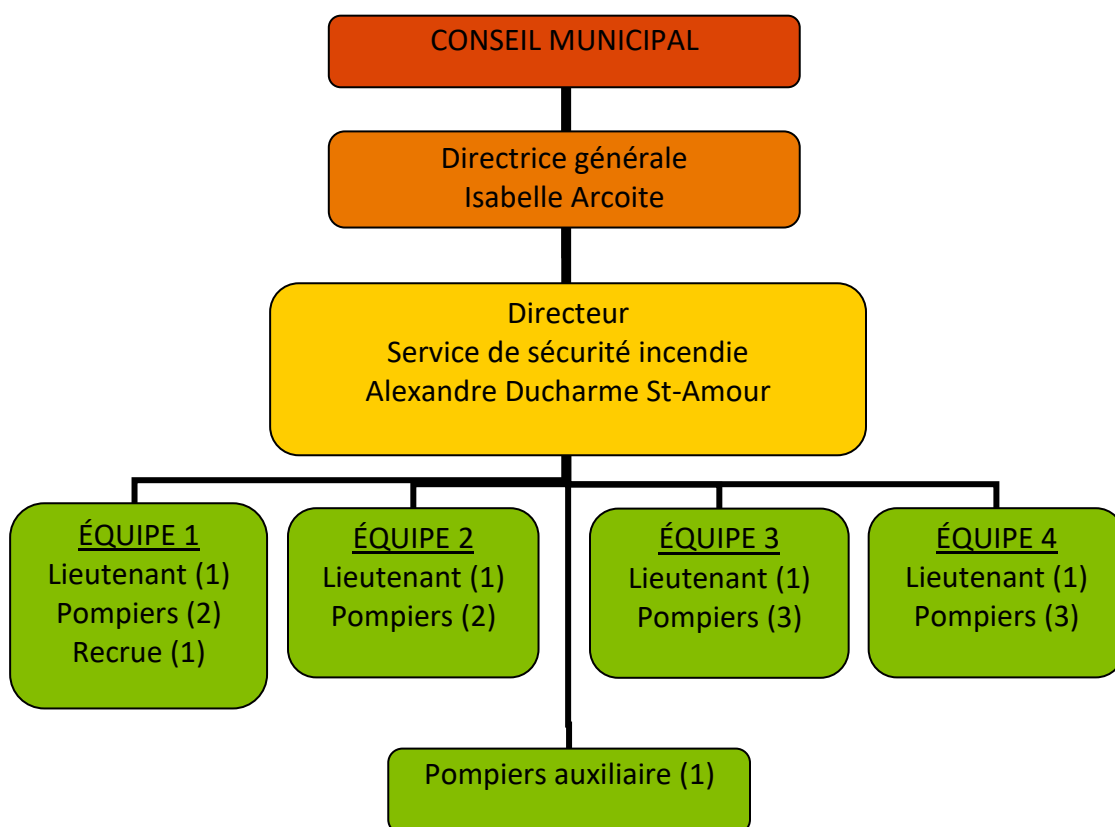 CONSEIL MUNICIPAL
Directrice générale
Isabelle Arcoite
Directeur
Service de sécurité incendie
Alexandre Ducharme St-Amour
ÉQUIPE 1
Lieutenant (1)
Pompiers (2)
Recrue (1)
ÉQUIPE 2
Lieutenant (1)
Pompiers (2)
ÉQUIPE 3
Lieutenant (1)
Pompiers (3)
ÉQUIPE 4
Lieutenant (1)
Pompiers (3)
Pompiers auxiliaire (1)